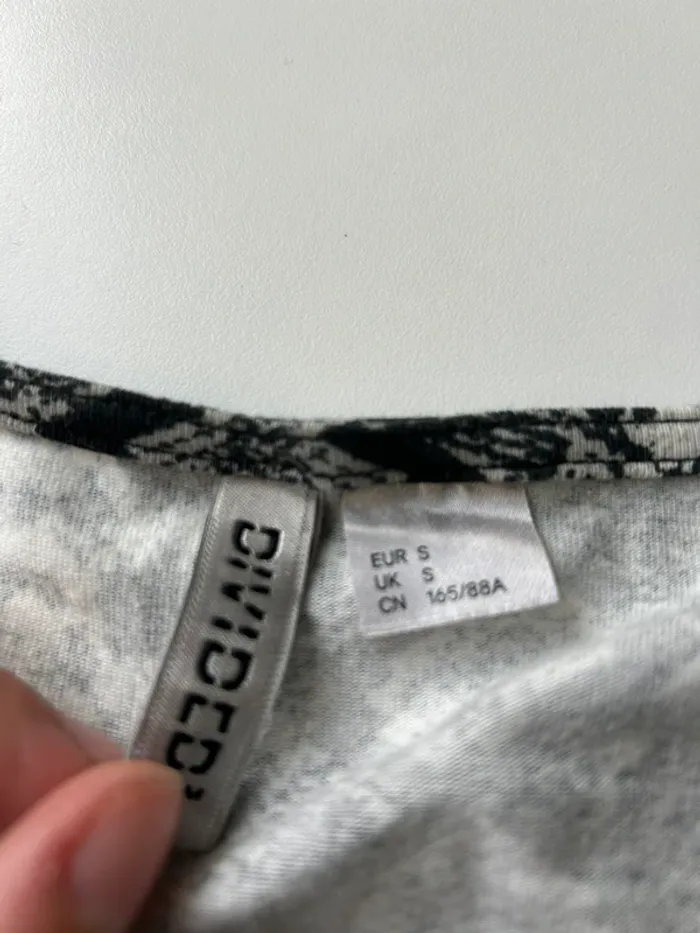 DIVIDED
EUR S
UK S
CN 165/88A